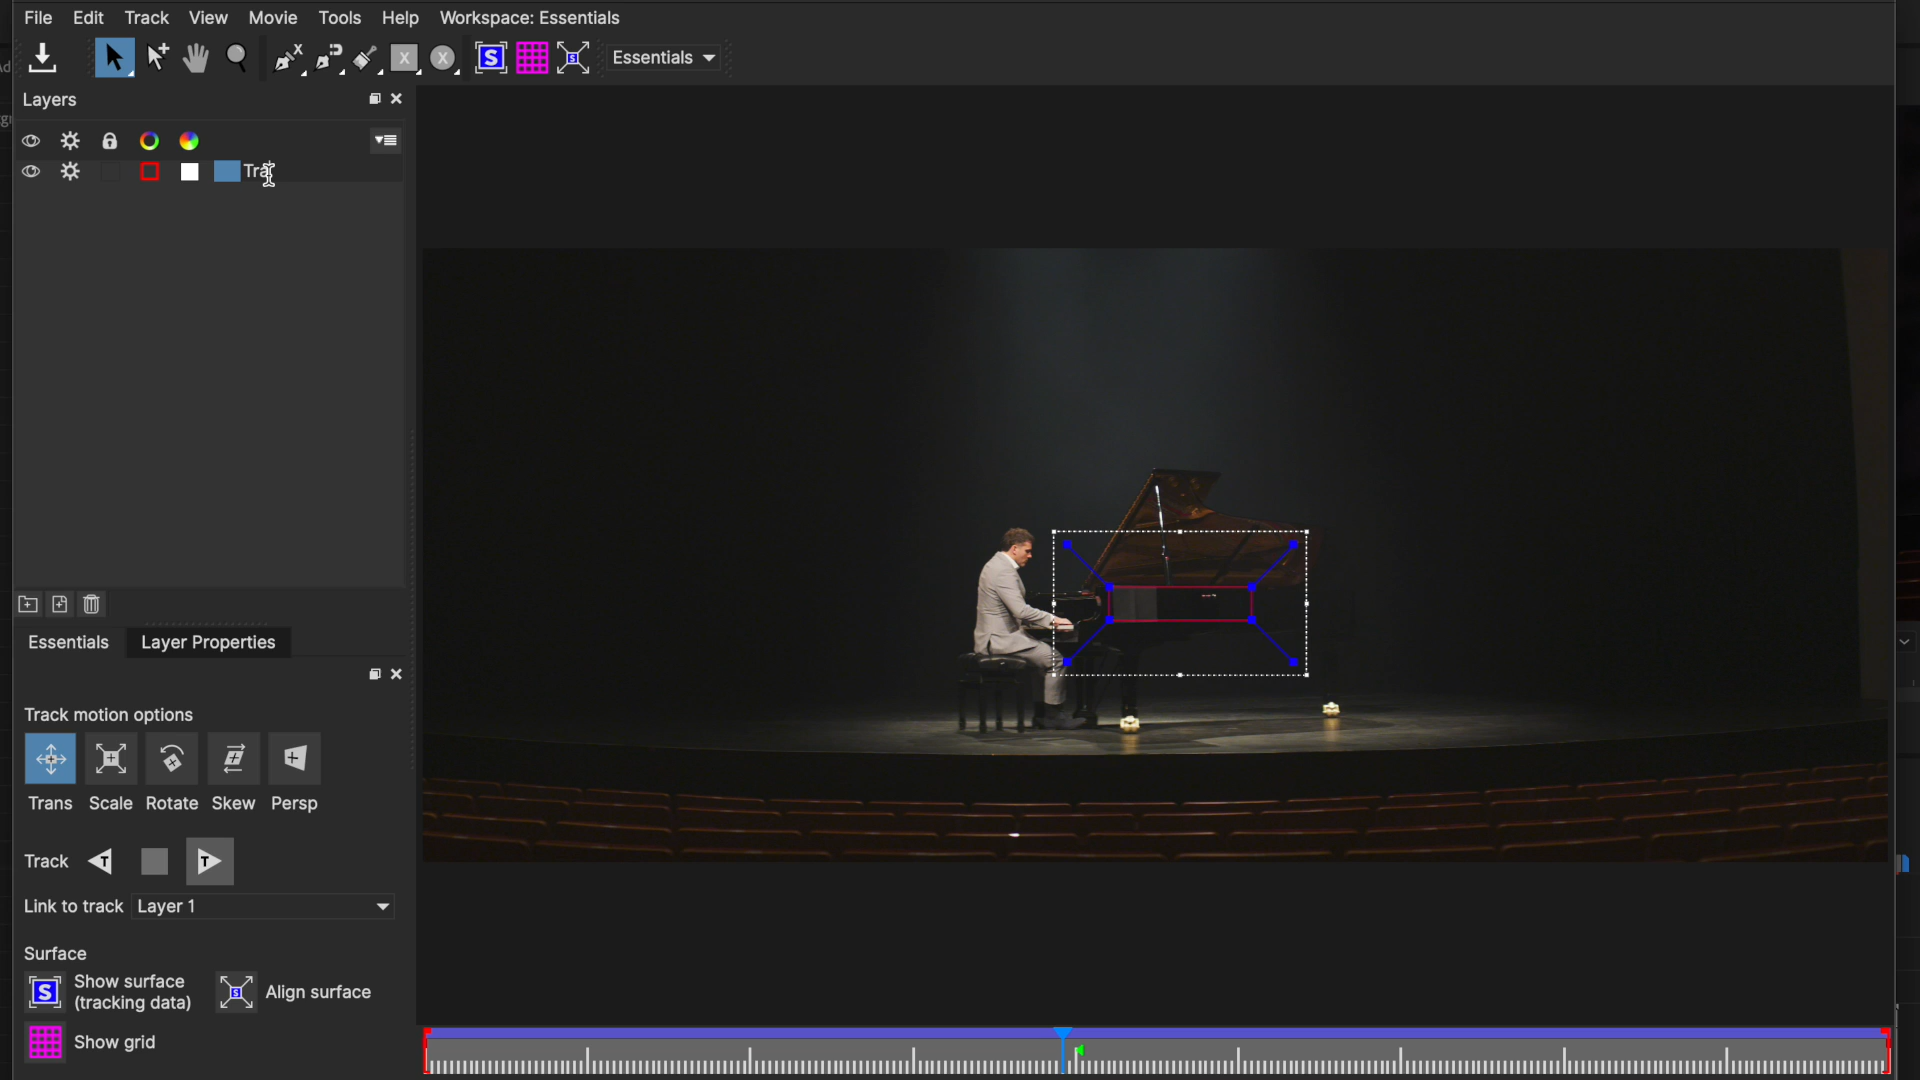 File Edit Track View Movie Tools Help Workspace: Essentials
S X X S S Essentials
Layers
Tra
Essentials Layer Properties
Track motion options
Trans Scale Rotate Skew Persp
Track T T
Link to track Layer 1
Surface
S Show surface
(tracking data) S Align surface
Show grid